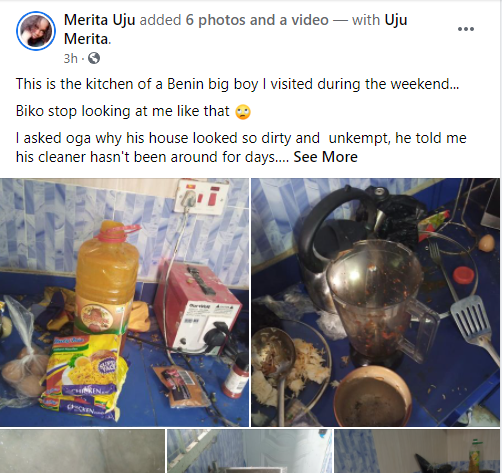 Merita Uju added 6 photos and a video — with Uju
Merita.
3h ·
This is the kitchen of a Benin big boy I visited during the weekend...
Biko stop looking at me like that 🙄
I asked oga why his house looked so dirty and  unkempt, he told me
his cleaner hasn't been around for days.... See More
CHICKEN